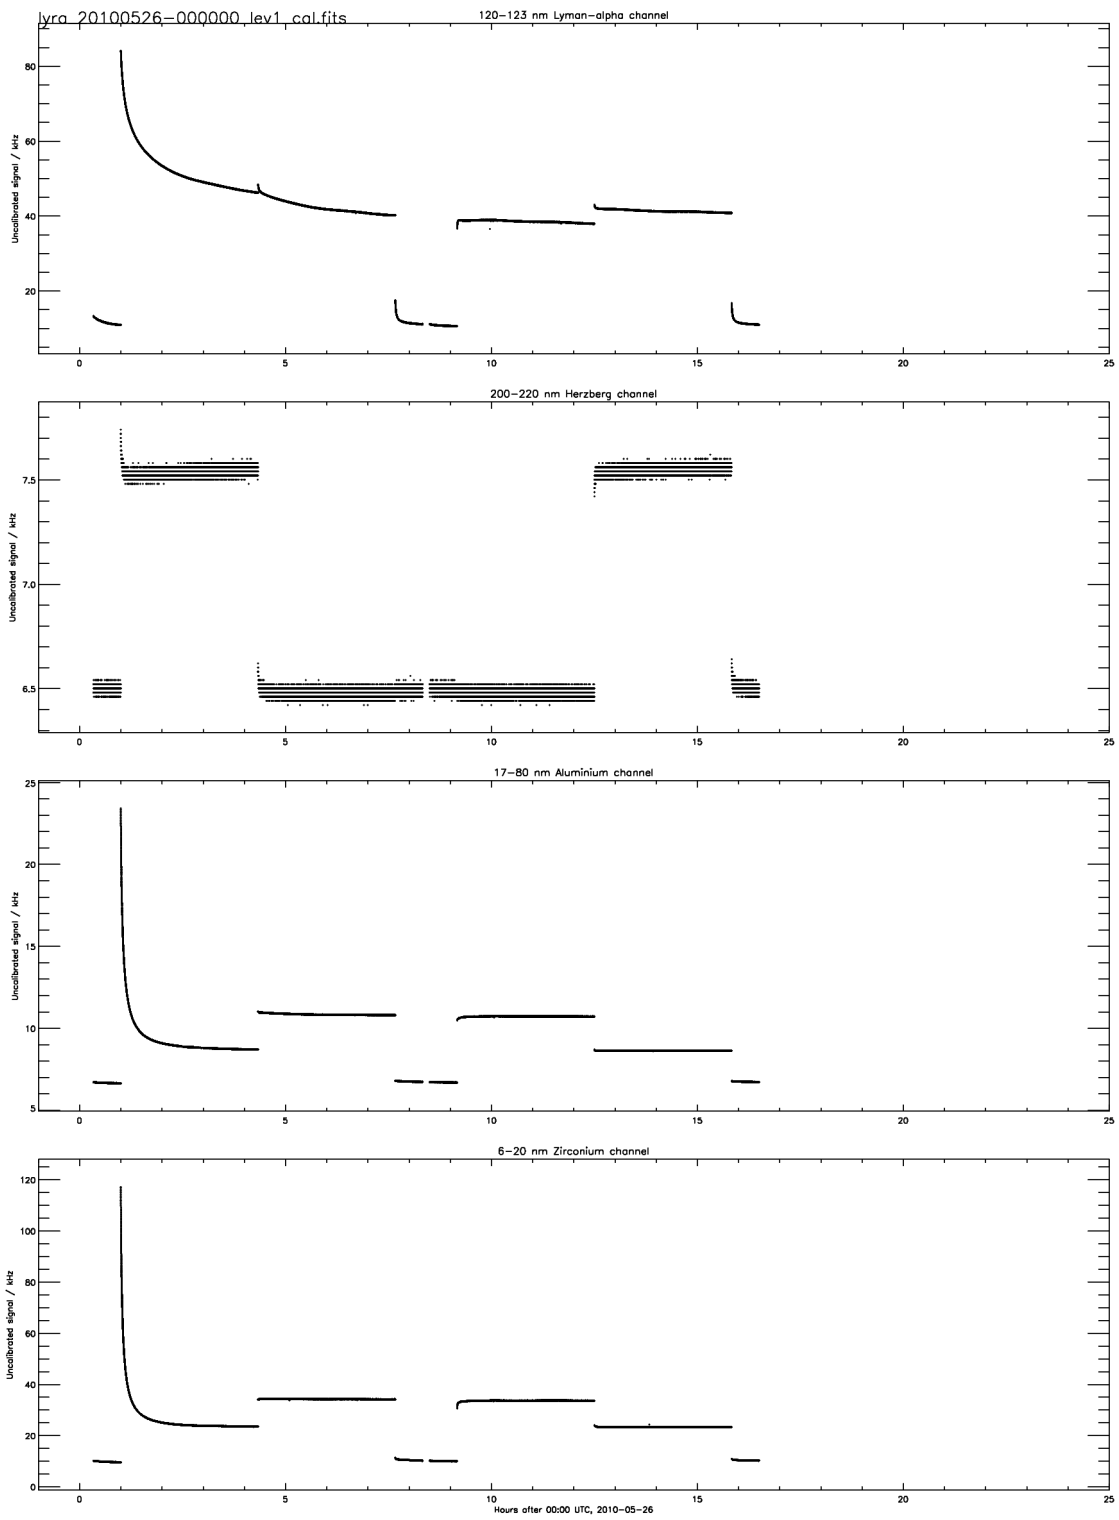 lyra_20100526-000000_lev1_cal.fits
120-123 nm Lyman-alpha channel
Uncalibrated signal / kHz
80
60
40
20
0 5 10 15 20 25
200-220 nm Herzberg channel
Uncalibrated signal / kHz
7.5
7.0
6.5
0 5 10 15 20 25
17-80 nm Aluminium channel
Uncalibrated signal / kHz
25
20
15
10
5
0 5 10 15 20 25
6-20 nm Zirconium channel
Uncalibrated signal / kHz
120
100
80
60
40
20
0
0 5 10 15 20 25
Hours after 00:00 UTC, 2010-05-26